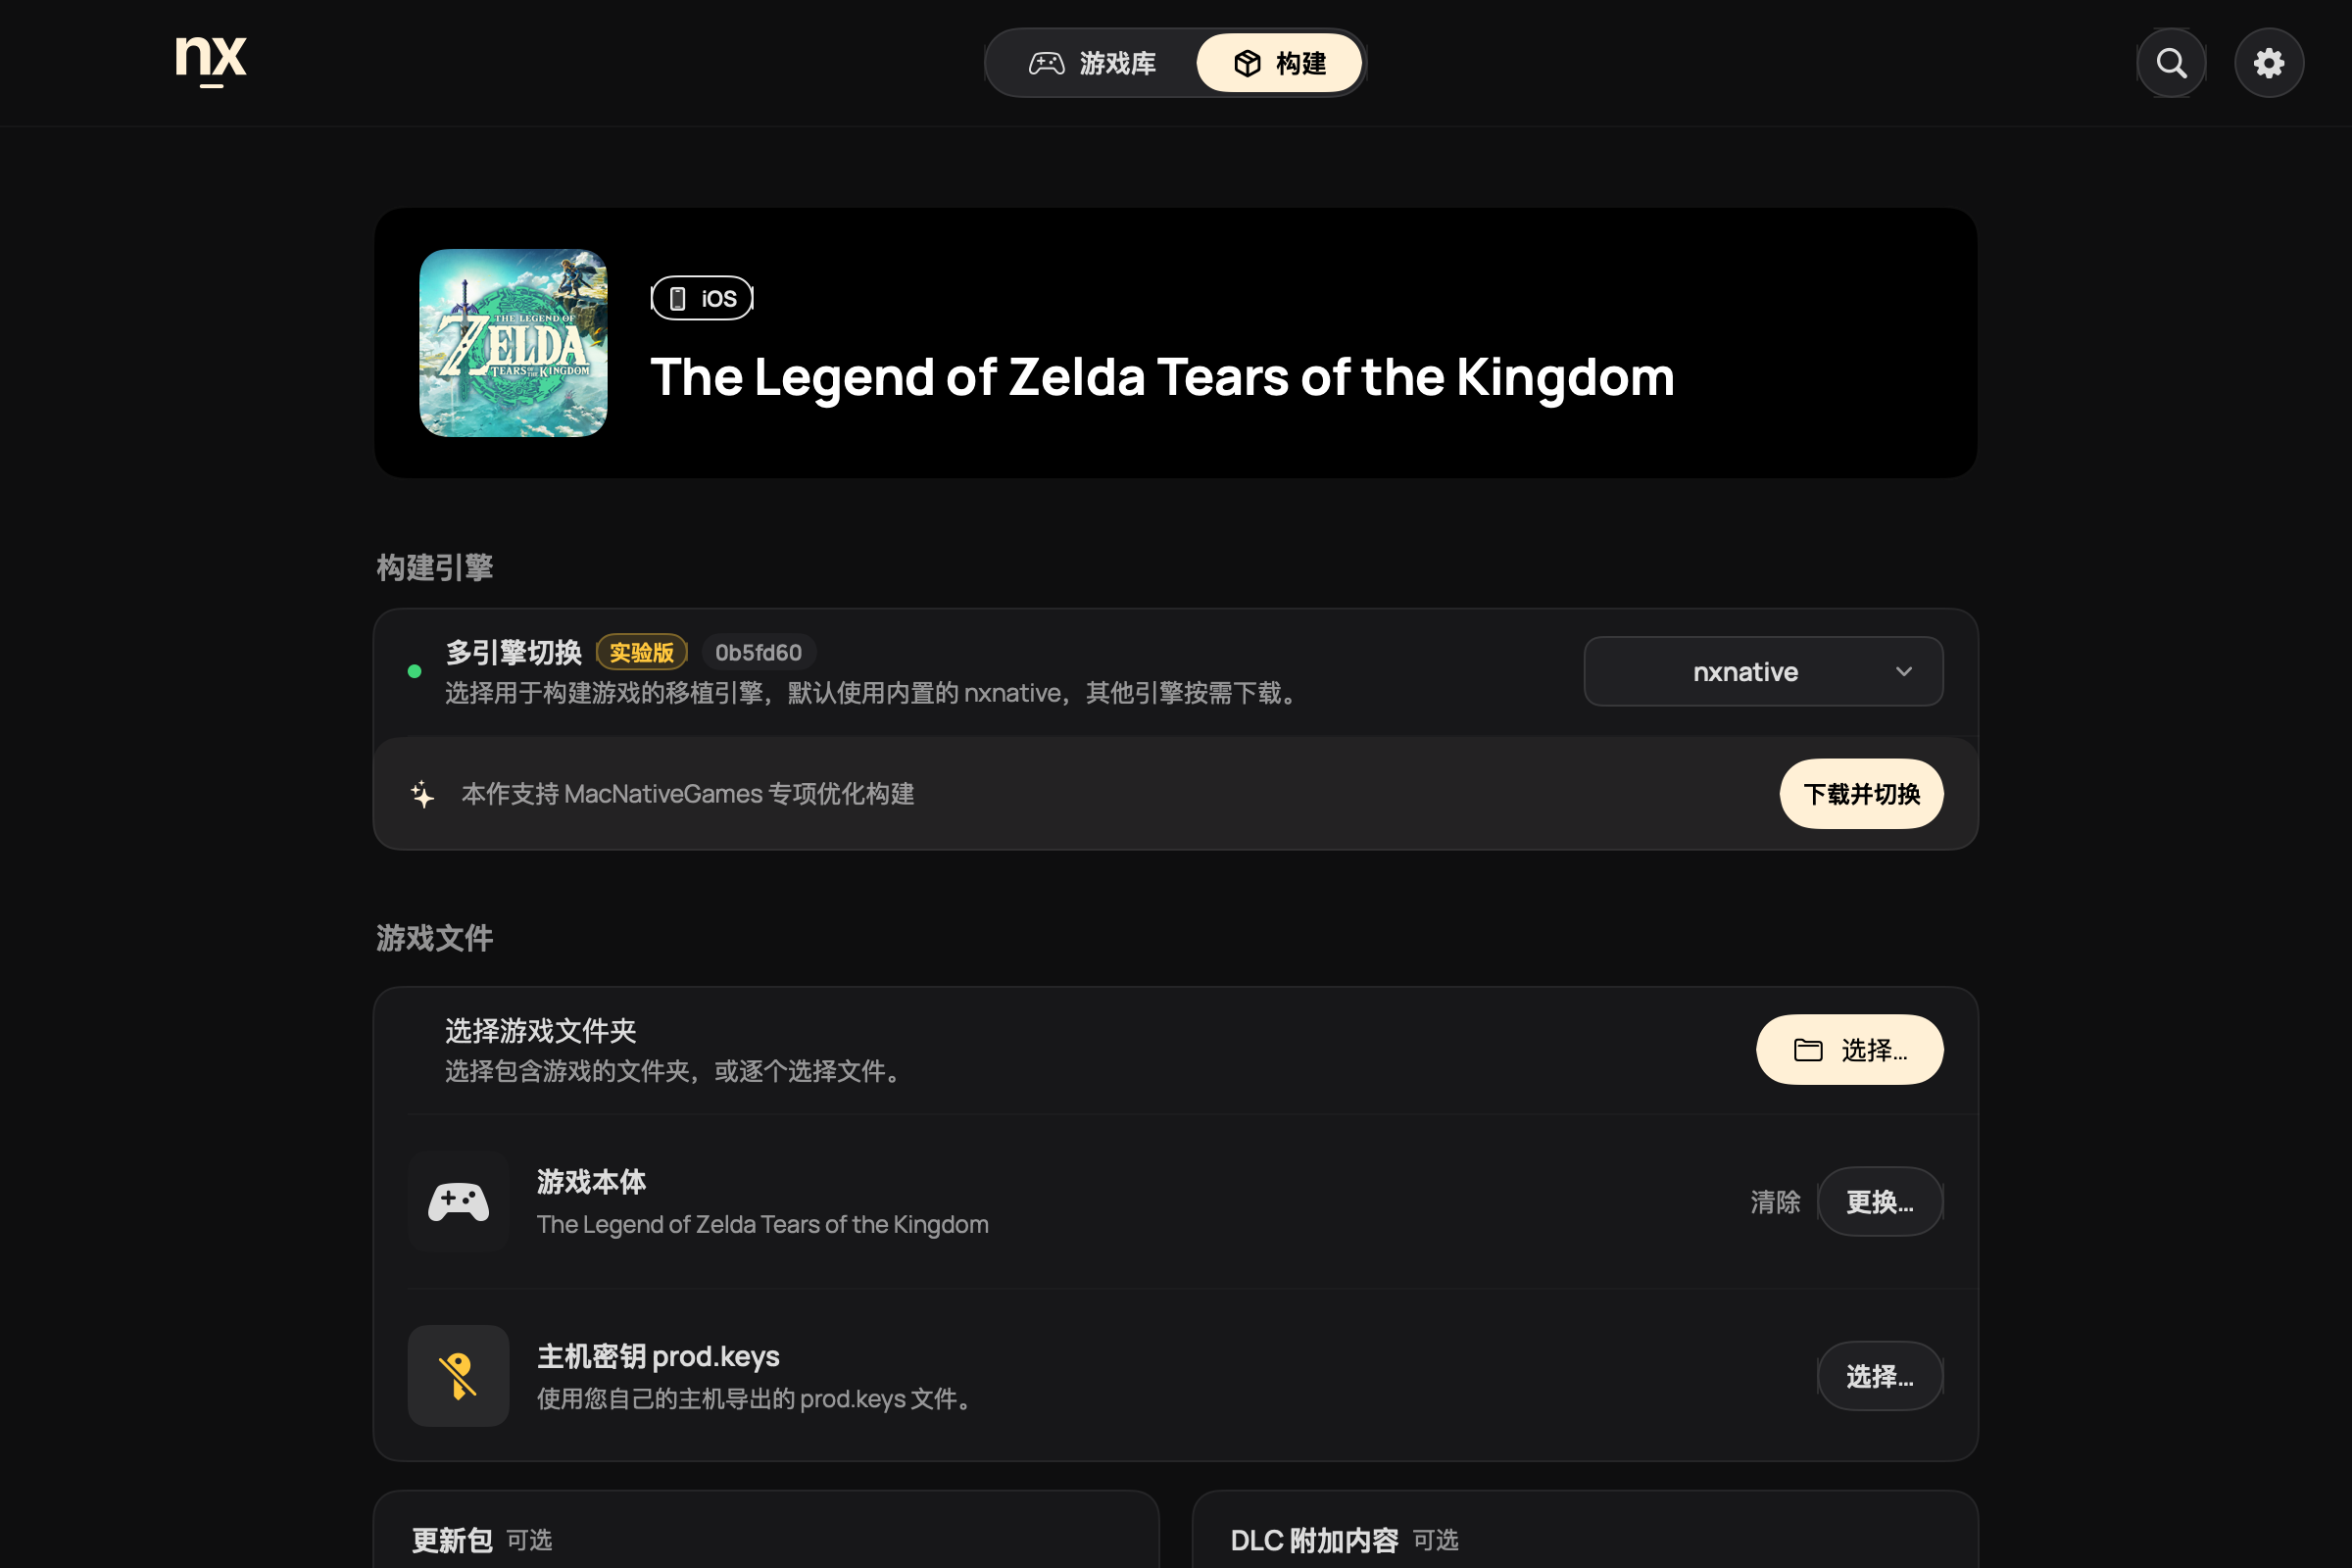 nx
游戏库
构建
THE LEGEND OF
ZELDA
TEARS OF THE KINGDOM
iOS
The Legend of Zelda Tears of the Kingdom
构建引擎
多引擎切换 实验版 0b5fd60
选择用于构建游戏的移植引擎，默认使用内置的 nxnative，其他引擎按需下载。
nxnative
本作支持 MacNativeGames 专项优化构建
下载并切换
游戏文件
选择游戏文件夹
选择包含游戏的文件夹，或逐个选择文件。
选择...
游戏本体
The Legend of Zelda Tears of the Kingdom
清除
更换...
主机密钥 prod.keys
使用您自己的主机导出的 prod.keys 文件。
选择...
更新包 可选
DLC 附加内容 可选